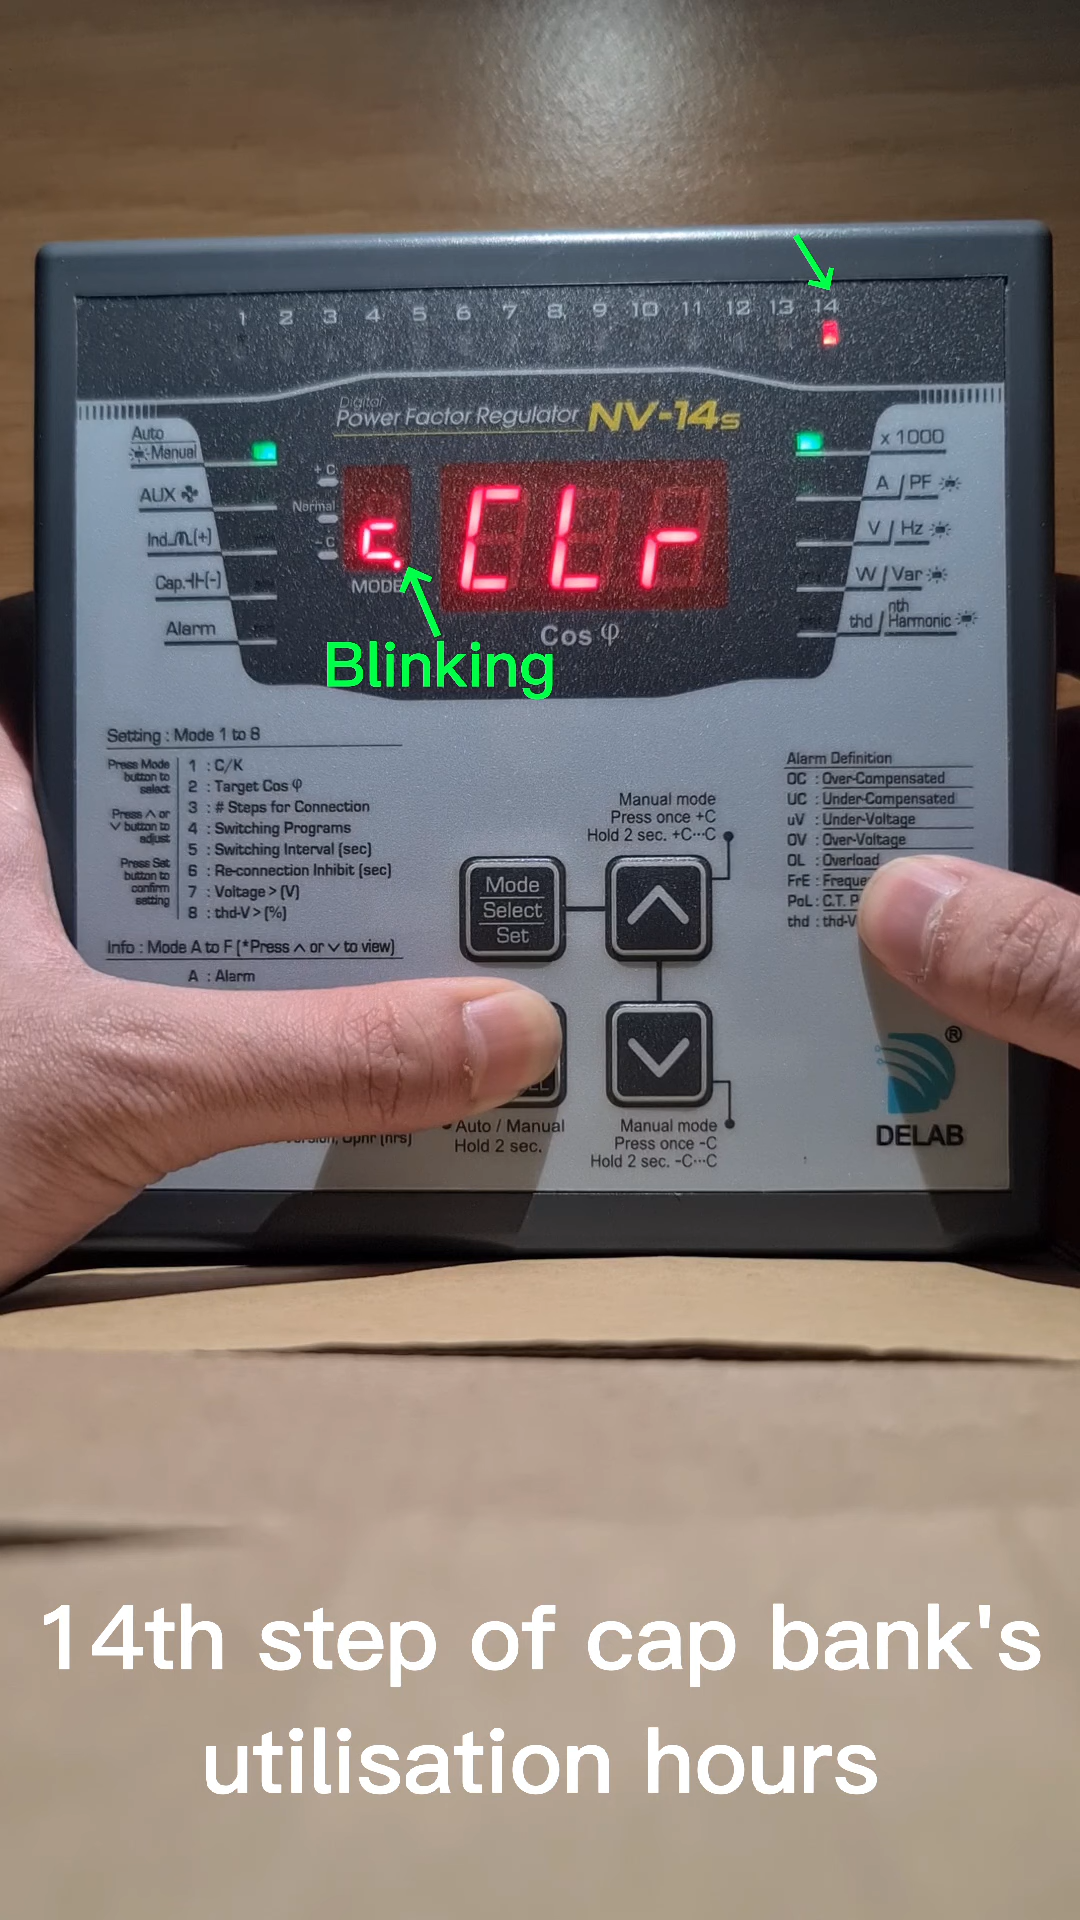 1 2 3 4 5 6 7 8 9 10 11 12 13 14
Digital
Power Factor Regulator NV-14s
Auto
Manual
AUX
Ind. (+)
Cap. (-)
Alarm
+C
Normal
-C
c.
CLr
MODE
Cos φ
x 1000
A / PF
V / Hz
W / Var
thd / nth Harmonic
Blinking
Setting : Mode 1 to 8
Press Mode
button to
select
Press ∧ or
∨ button to
adjust
Press Set
button to
confirm
setting
1 : C/K
2 : Target Cos φ
3 : # Steps for Connection
4 : Switching Programs
5 : Switching Interval (sec)
6 : Re-connection Inhibit (sec)
7 : Voltage > (V)
8 : thd-V > (%)
Info : Mode A to F (*Press ∧ or ∨ to view)
A : Alarm
Manual mode
Press once +C
Hold 2 sec. +C···C
Mode
Select
Set
Auto / Manual
Hold 2 sec.
Manual mode
Press once -C
Hold 2 sec. -C···C
Alarm Definition
OC : Over-Compensated
UC : Under-Compensated
uV : Under-Voltage
OV : Over-Voltage
OL : Overload
FrE :
PoL : C.T.
thd :
®
DELAB
14th step of cap bank's
utilisation hours